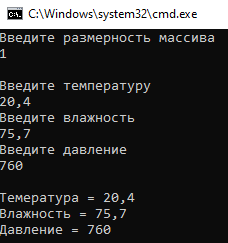 C:\Windows\system32\cmd.exe
Введите размерность массива
1
Введите температуру
20,4
Введите влажность
75,7
Введите давление
760
Темература = 20,4
Влажность = 75,7
Давление = 760